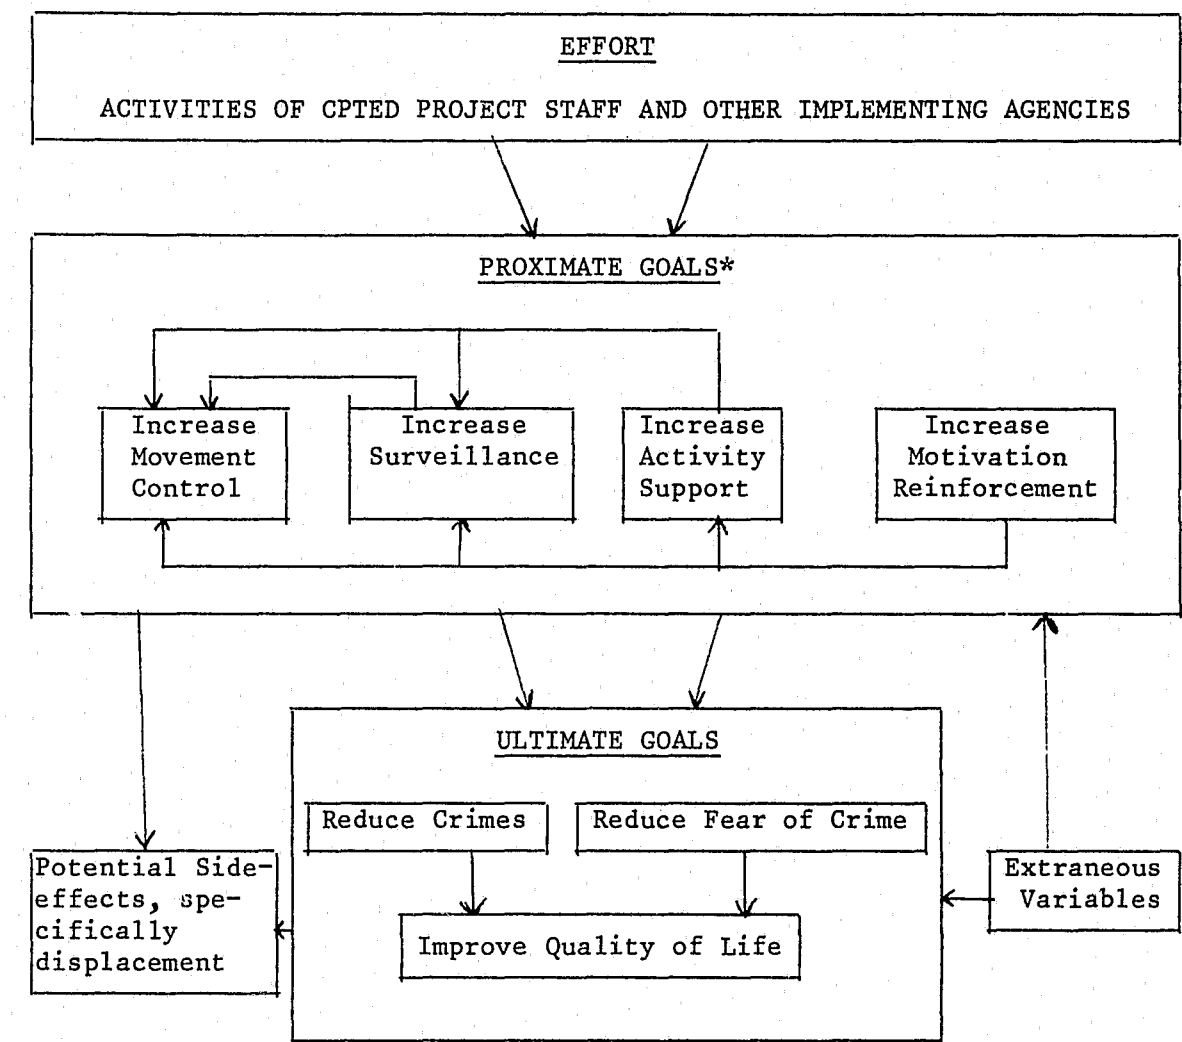 EFFORT
ACTIVITIES OF CPTED PROJECT STAFF AND OTHER IMPLEMENTING AGENCIES
PROXIMATE GOALS*
Increase
Movement
Control
Increase
Surveillance
Increase
Activity
Support
Increase
Motivation
Reinforcement
ULTIMATE GOALS
Reduce Crimes
Reduce Fear of Crime
Improve Quality of Life
Potential Side-
effects, spe-
cifically
displacement
Extraneous
Variables